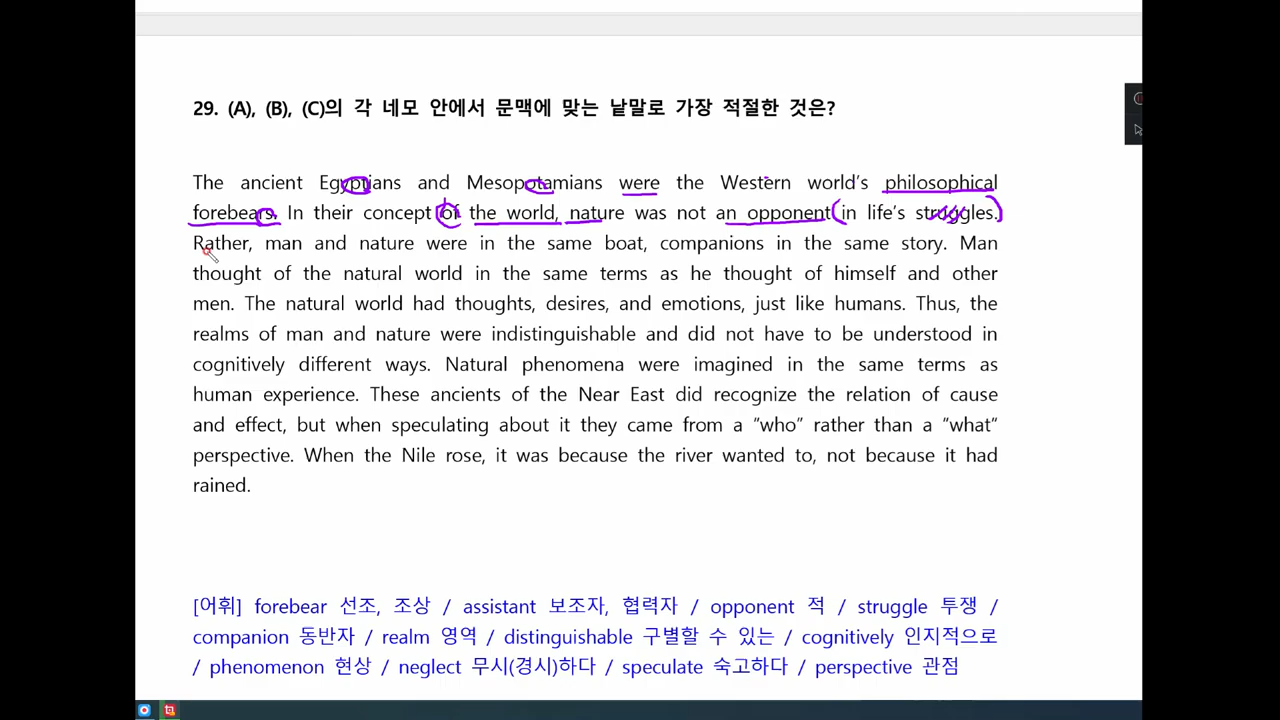 29. (A), (B), (C)의 각 네모 안에서 문맥에 맞는 낱말로 가장 적절한 것은?
The ancient Egyptians and Mesopotamians were the Western world's philosophical
forebears. In their concept of the world, nature was not an opponent in life's struggles.
Rather, man and nature were in the same boat, companions in the same story. Man
thought of the natural world in the same terms as he thought of himself and other
men. The natural world had thoughts, desires, and emotions, just like humans. Thus, the
realms of man and nature were indistinguishable and did not have to be understood in
cognitively different ways. Natural phenomena were imagined in the same terms as
human experience. These ancients of the Near East did recognize the relation of cause
and effect, but when speculating about it they came from a “who” rather than a “what”
perspective. When the Nile rose, it was because the river wanted to, not because it had
rained.
[어휘] forebear 선조, 조상 / assistant 보조자, 협력자 / opponent 적 / struggle 투쟁 /
companion 동반자 / realm 영역 / distinguishable 구별할 수 있는 / cognitively 인지적으로
/ phenomenon 현상 / neglect 무시(경시)하다 / speculate 숙고하다 / perspective 관점